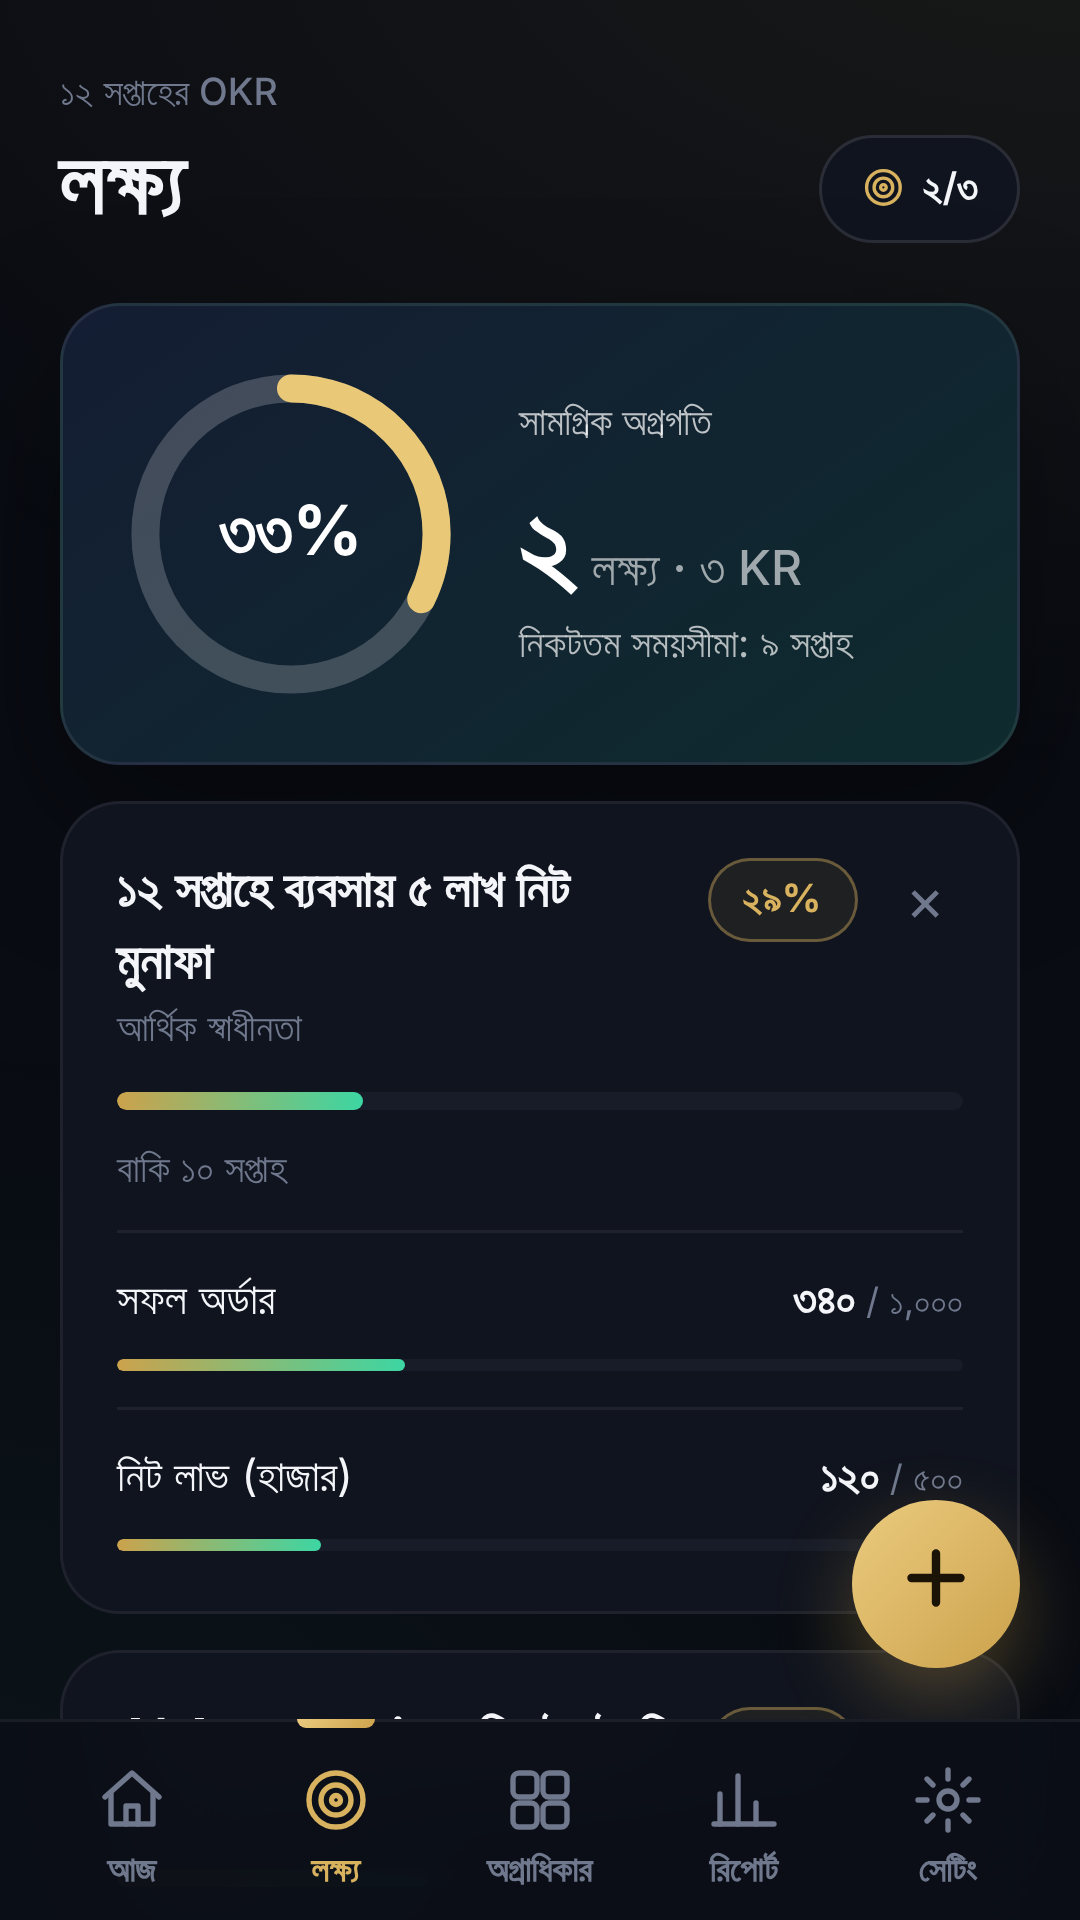 ১২ সপ্তাহের OKR
লক্ষ্য
২/৩
৩৩%
সামগ্রিক অগ্রগতি
২ লক্ষ্য · ৩ KR
নিকটতম সময়সীমা: ৯ সপ্তাহ
১২ সপ্তাহে ব্যবসায় ৫ লাখ নিট
মুনাফা
২৯%
আর্থিক স্বাধীনতা
বাকি ১০ সপ্তাহ
সফল অর্ডার
৩৪০ / ১,০০০
নিট লাভ (হাজার)
১২০ / ৫০০
আজ
লক্ষ্য
অগ্রাধিকার
রিপোর্ট
সেটিং